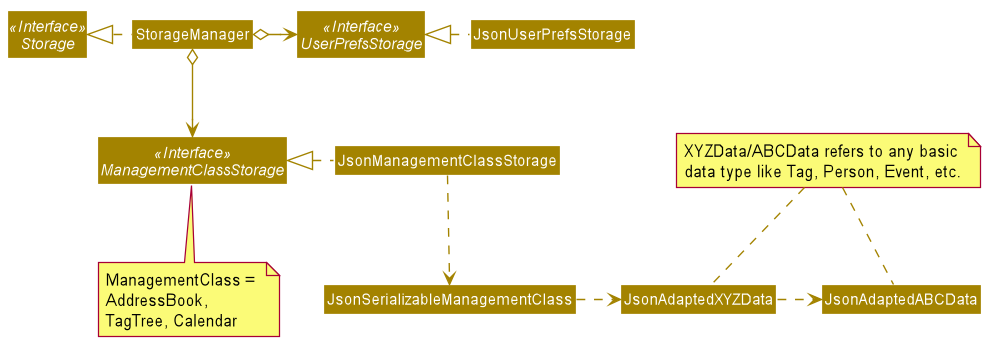 «Interface»
Storage
StorageManager
«Interface»
UserPrefsStorage
JsonUserPrefsStorage
«Interface»
ManagementClassStorage
JsonManagementClassStorage
XYZData/ABCData refers to any basic
data type like Tag, Person, Event, etc.
ManagementClass =
AddressBook,
TagTree, Calendar
JsonSerializableManagementClass
JsonAdaptedXYZData
JsonAdaptedABCData